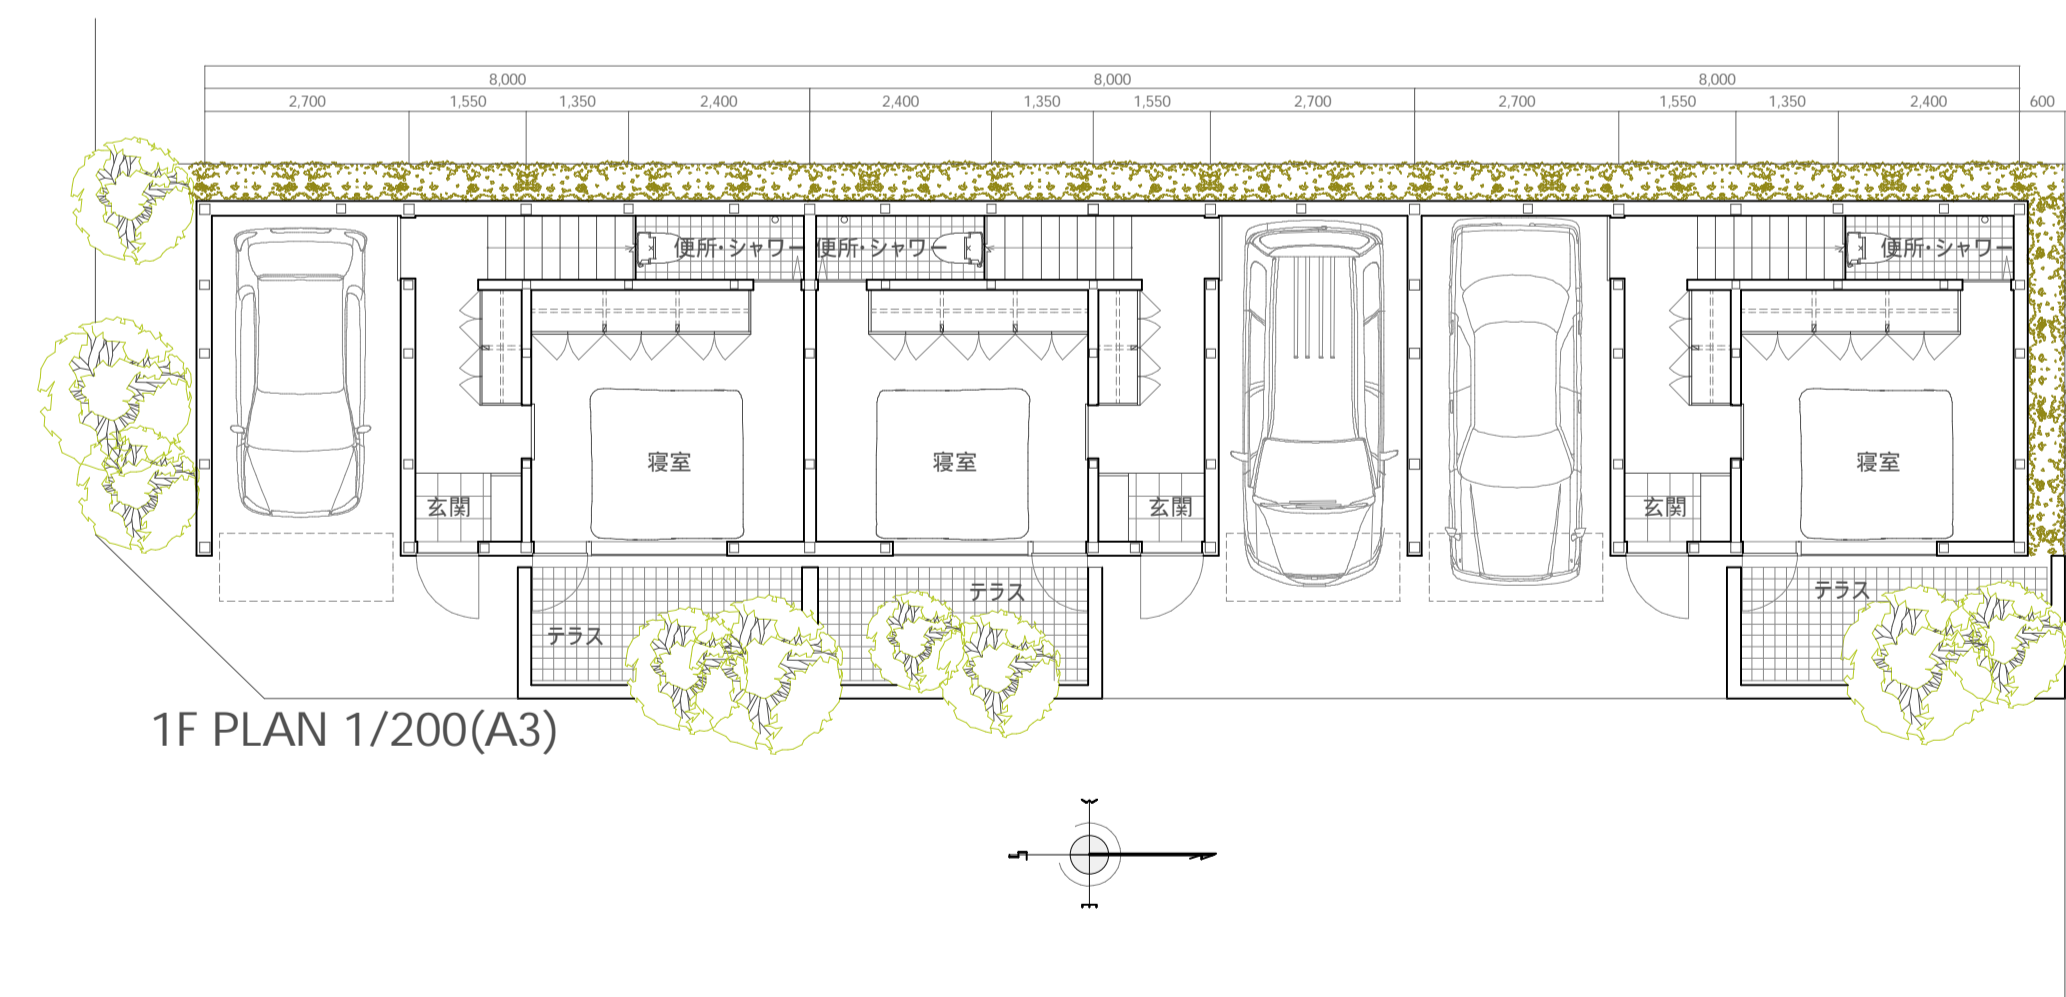 8,000 8,000 8,000
2,700 1,550 1,350 2,400 2,400 1,350 1,550 2,700 2,700 1,550 1,350 2,400 600
便所・シャワー 便所・シャワー 便所・シャワー
寝室 寝室 寝室
玄関 玄関 玄関
テラス テラス
テラス
1F PLAN 1/200(A3)